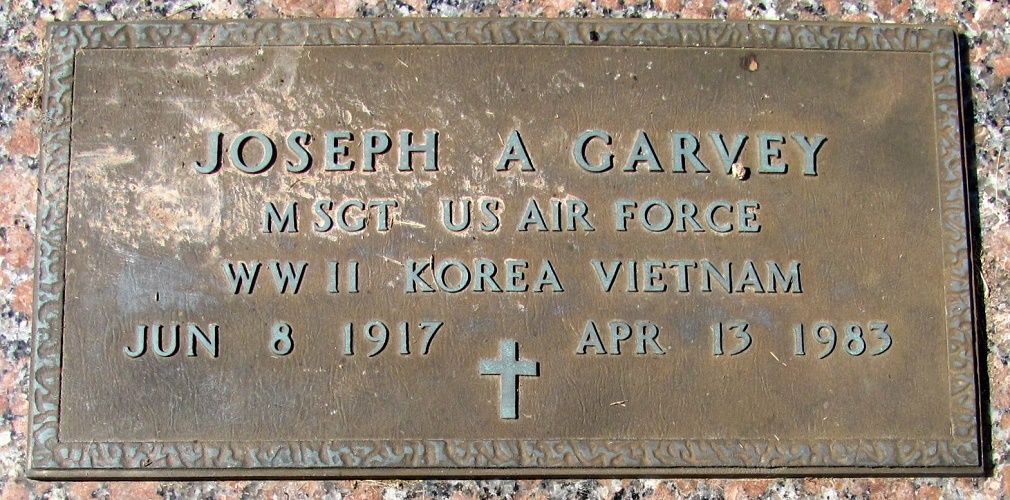 JOSEPH A GARVEY
M SGT US AIR FORCE
WW II KOREA VIETNAM
JUN 8 1917 APR 13 1983